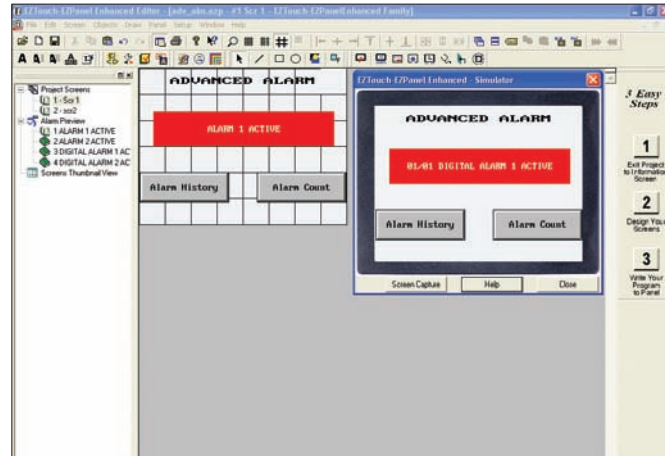 EZTouch-EZPanel Enhanced Editor - [adv_alm.ezp - #1 Scr 1 - EZTouch-EZPanelEnhanced Family]
File Edit Screen Objects Draw Panel Setup Window Help
Project Screens
1 - Scr 1
2 - scr2
Alarm Preview
1 ALARM 1 ACTIVE
2 ALARM 2 ACTIVE
3 DIGITAL ALARM 1 AC
4 DIGITAL ALARM 2 AC
Screens Thumbnail View
ADVANCED ALARM
ALARM 1 ACTIVE
Alarm History
Alarm Count
EZTouch-EZPanel Enhanced - Simulator
ADVANCED ALARM
01/01 DIGITAL ALARM 1 ACTIVE
Alarm History
Alarm Count
Screen Capture
Help
Close
3 Easy
Steps
1
Exit Project
to Information
Screen
2
Design Your
Screens
3
Write Your
Program
to Panel